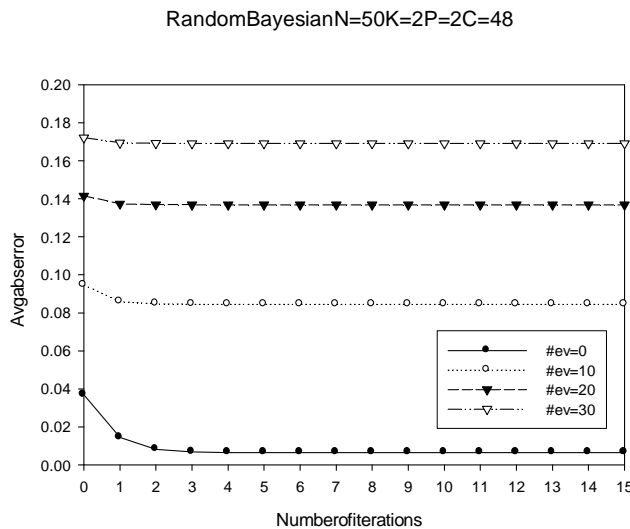 RandomBayesianN=50K=2P=2C=48
0.20
0.18
0.16
0.14
0.12
0.10
0.08
0.06
0.04
0.02
0.00
Avgabserror
#ev=0
#ev=10
#ev=20
#ev=30
0 1 2 3 4 5 6 7 8 9 10 11 12 13 14 15
Numberofiterations